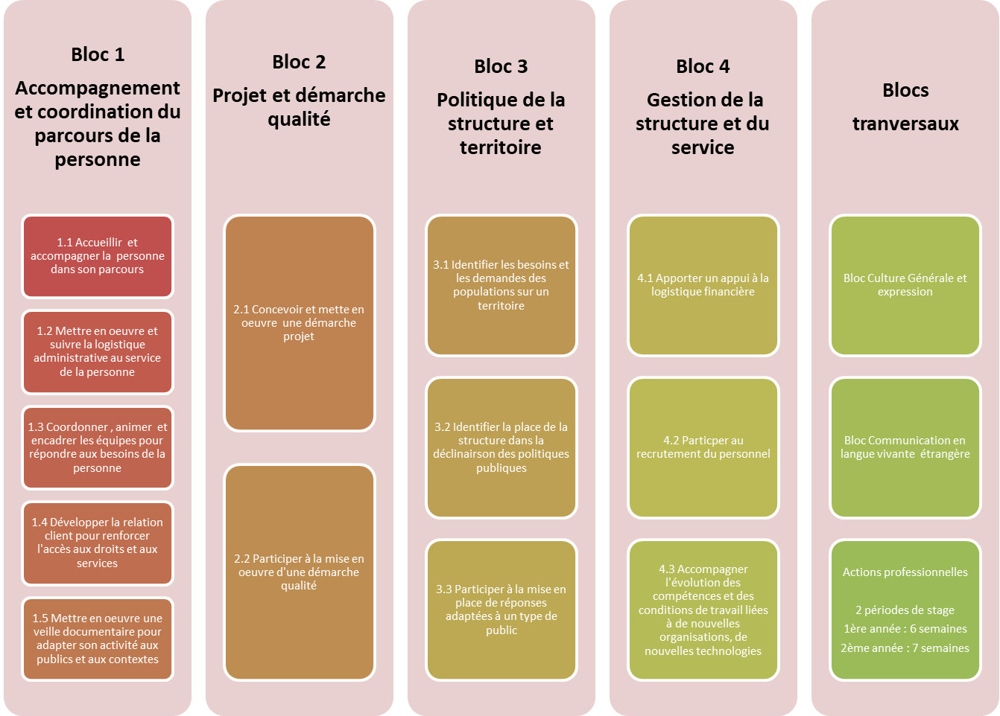 Bloc 1
Accompagnement
et coordination du
parcours de la
personne
1.1 Accueillir et
accompagner la personne
dans son parcours
1.2 Mettre en oeuvre et
suivre la logistique
administrative au service
de la personne
1.3 Coordonner , animer et
encadrer les équipes pour
répondre aux besoins de la
personne
1.4 Développer la relation
client pour renforcer
l'accès aux droits et aux
services
1.5 Mettre en oeuvre une
veille documentaire pour
adapter son activité aux
publics et aux contextes
Bloc 2
Projet et démarche
qualité
2.1 Concevoir et mette en
oeuvre une démarche
projet
2.2 Participer à la mise en
oeuvre d'une démarche
qualité
Bloc 3
Politique de la
structure et
territoire
3.1 Identifier les besoins et
les demandes des
populations sur un
territoire
3.2 Identifier la place de la
structure dans la
déclinairson des politiques
publiques
3.3 Participer à la mise en
place de réponses
adaptées à un type de
public
Bloc 4
Gestion de la
structure et du
service
4.1 Apporter un appui à la
logistique financière
4.2 Particper au
recrutement du personnel
4.3 Accompagner
l'évolution des
compétences et des
conditions de travail liées
à de nouvelles
organisations, de
nouvelles technologies
Blocs
tranversaux
Bloc Culture Générale et
expression
Bloc Communication en
langue vivante étrangère
Actions professionnelles
2 périodes de stage
1ère année : 6 semaines
2ème année : 7 semaines